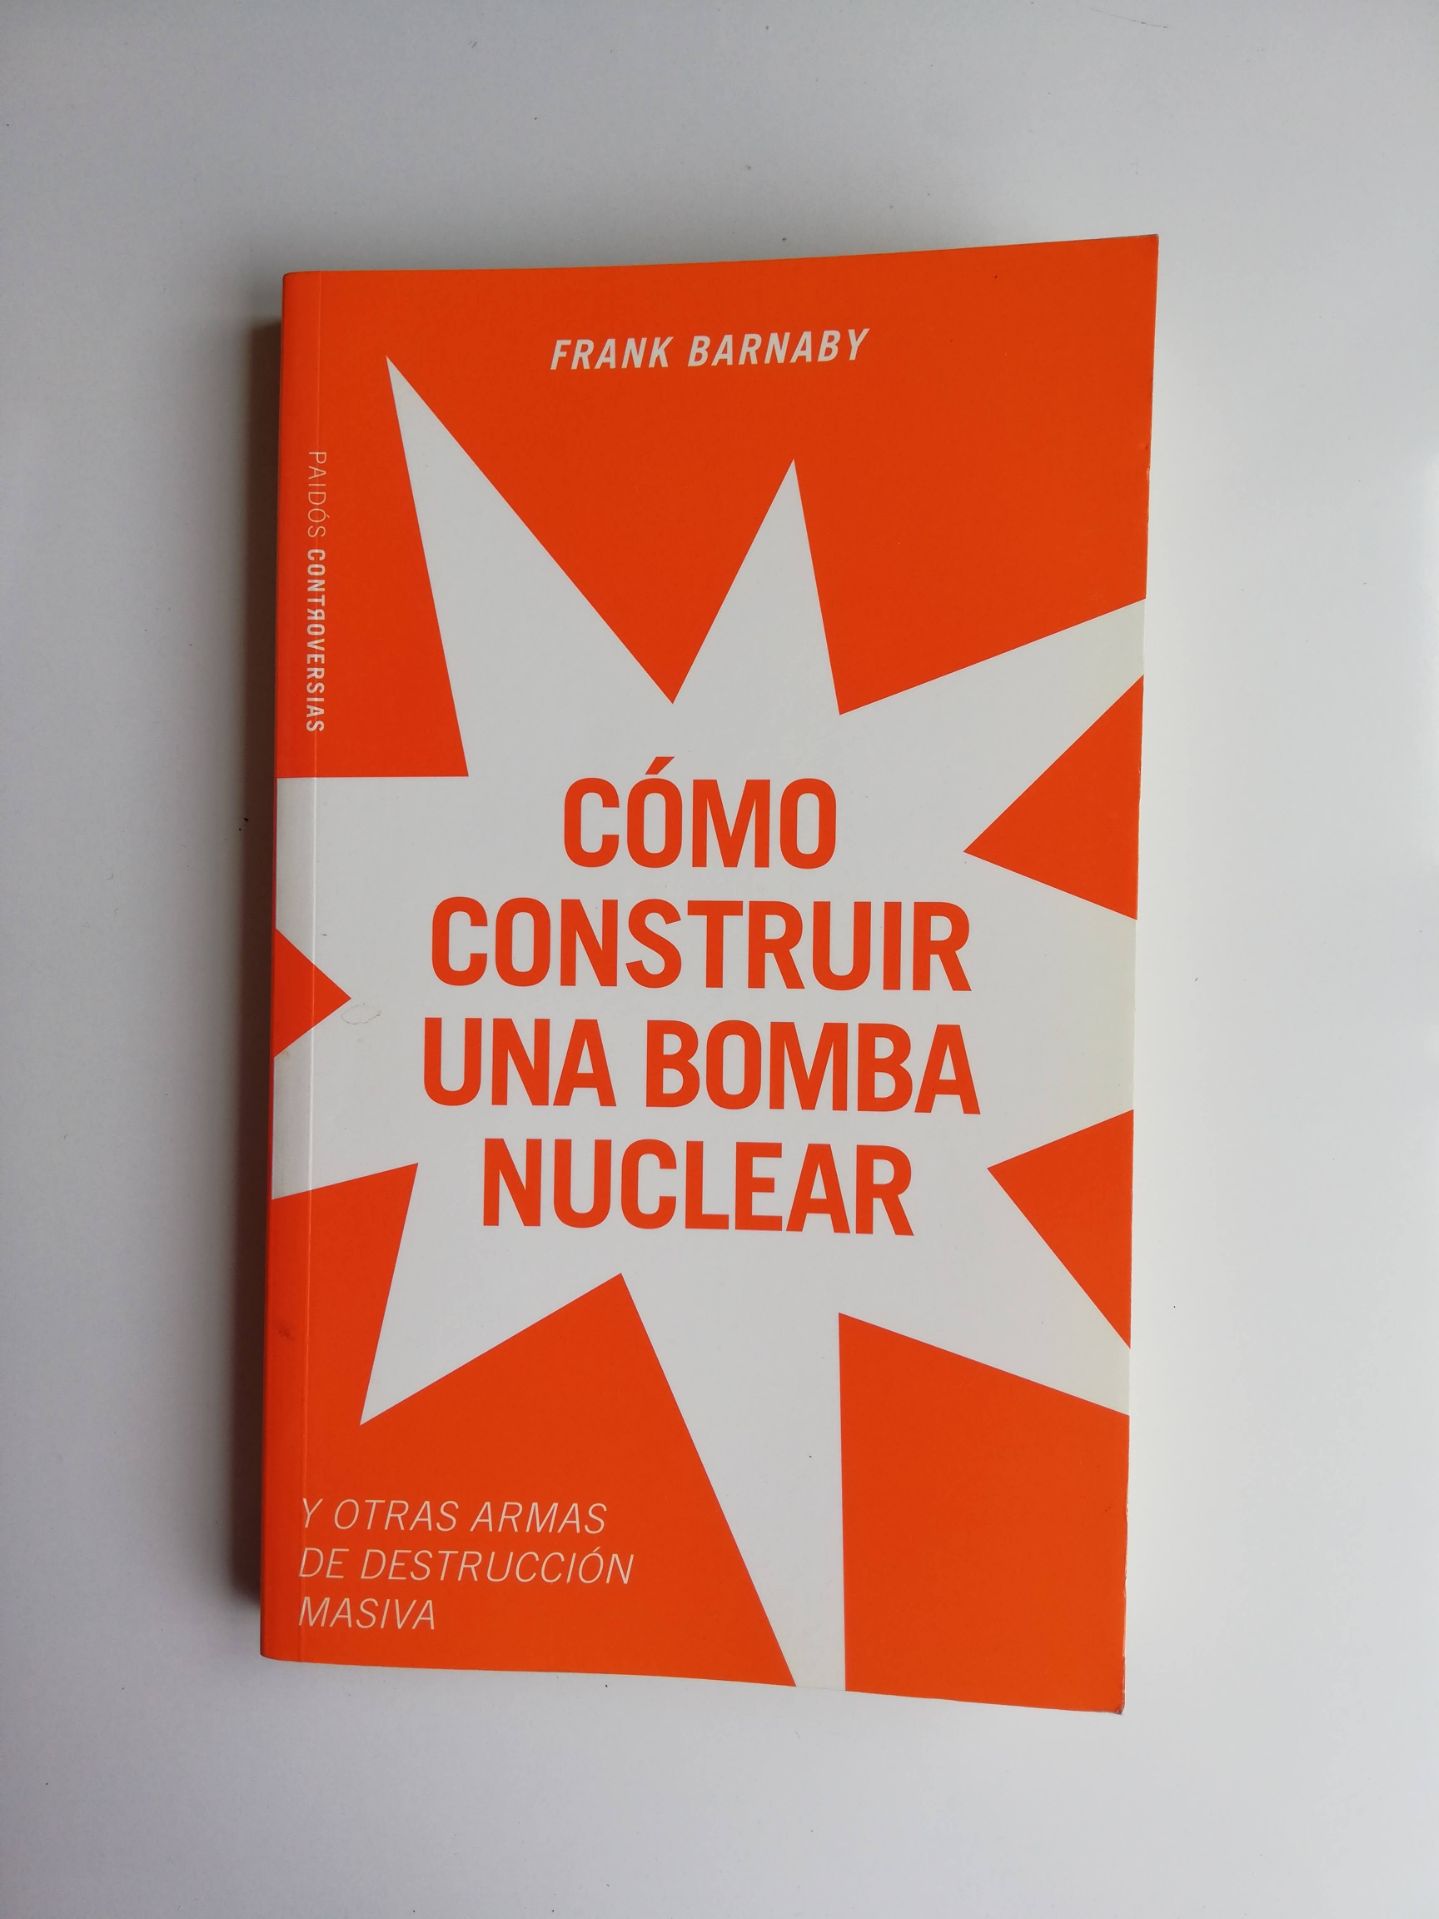 FRANK BARNABY
PAIDÓS CONTROVERSIAS
CÓMO
CONSTRUIR
UNA BOMBA
NUCLEAR
Y OTRAS ARMAS
DE DESTRUCCIÓN
MASIVA